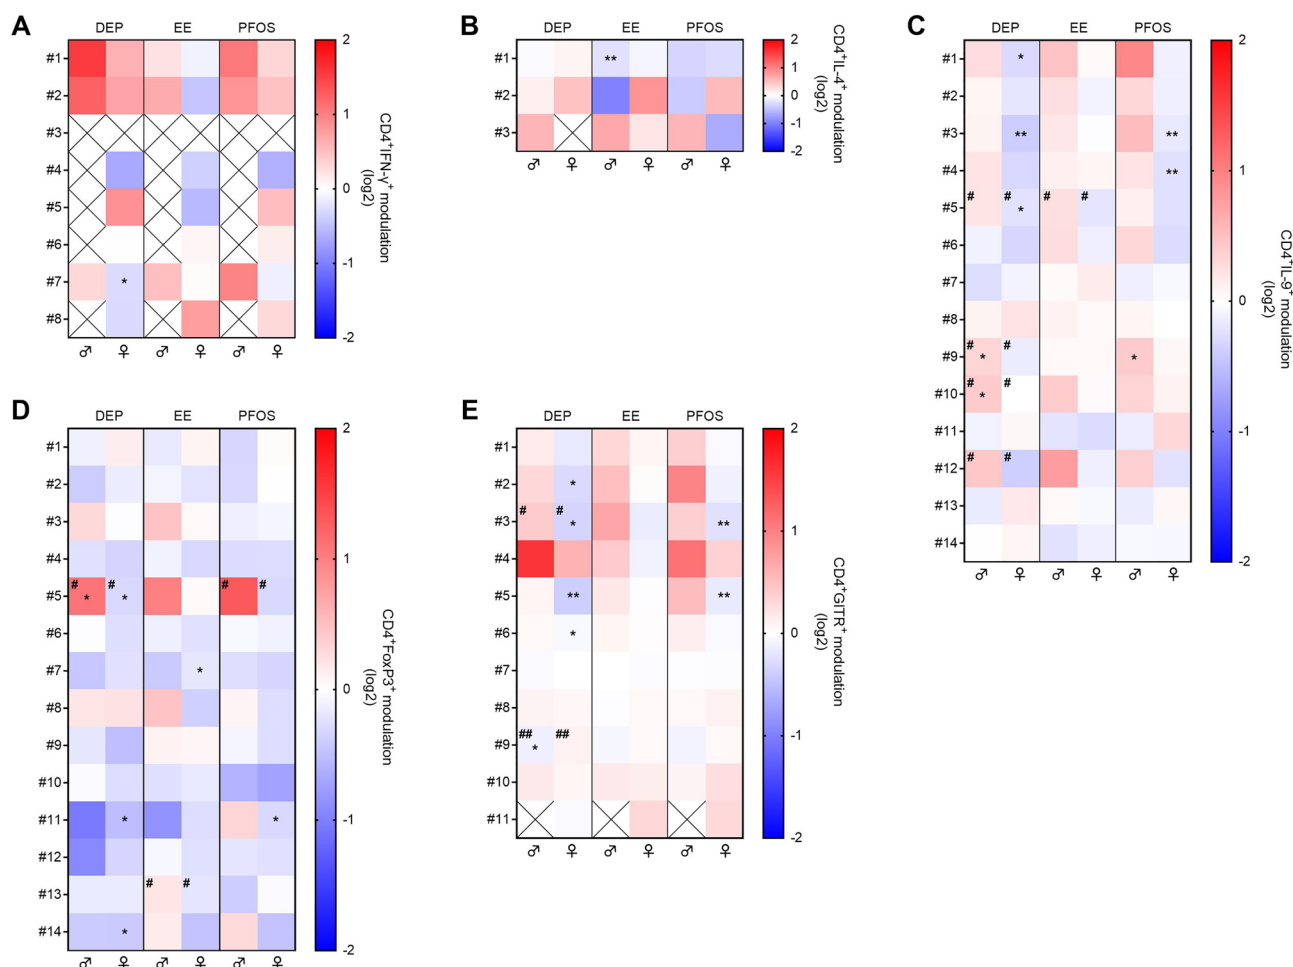 A
DEP EE PFOS
#1
#2
#3
#4
#5
#6
#7 *
#8
♂ ♀ ♂ ♀ ♂ ♀
2
1
0
-1
-2
CD4+IFN-γ+ modulation
(log2)
B
DEP EE PFOS
#1 **
#2
#3
♂ ♀ ♂ ♀ ♂ ♀
2
1
0
-1
-2
CD4+IL-4+ modulation
(log2)
C
DEP EE PFOS
#1 *
#2
#3 ** **
#4 **
# # # #
#5 *
#6
#7
#8
# #
#9 * *
# #
#10 *
#11
# #
#12
#13
#14
♂ ♀ ♂ ♀ ♂ ♀
2
1
0
-1
-2
CD4+IL-9+ modulation
(log2)
D
DEP EE PFOS
#1
#2
#3
#4
# # # #
#5 * *
#6
#7 *
#8
#9
#10
#11 * *
#12
# #
#13
#14 *
♂ ♀ ♂ ♀ ♂ ♀
2
1
0
-1
-2
CD4+FoxP3+ modulation
(log2)
E
DEP EE PFOS
#1
#2 *
# #
#3 * **
#4
#5 ** **
#6 *
#7
#8
## ##
#9 *
#10
#11
♂ ♀ ♂ ♀ ♂ ♀
2
1
0
-1
-2
CD4+GITR+ modulation
(log2)